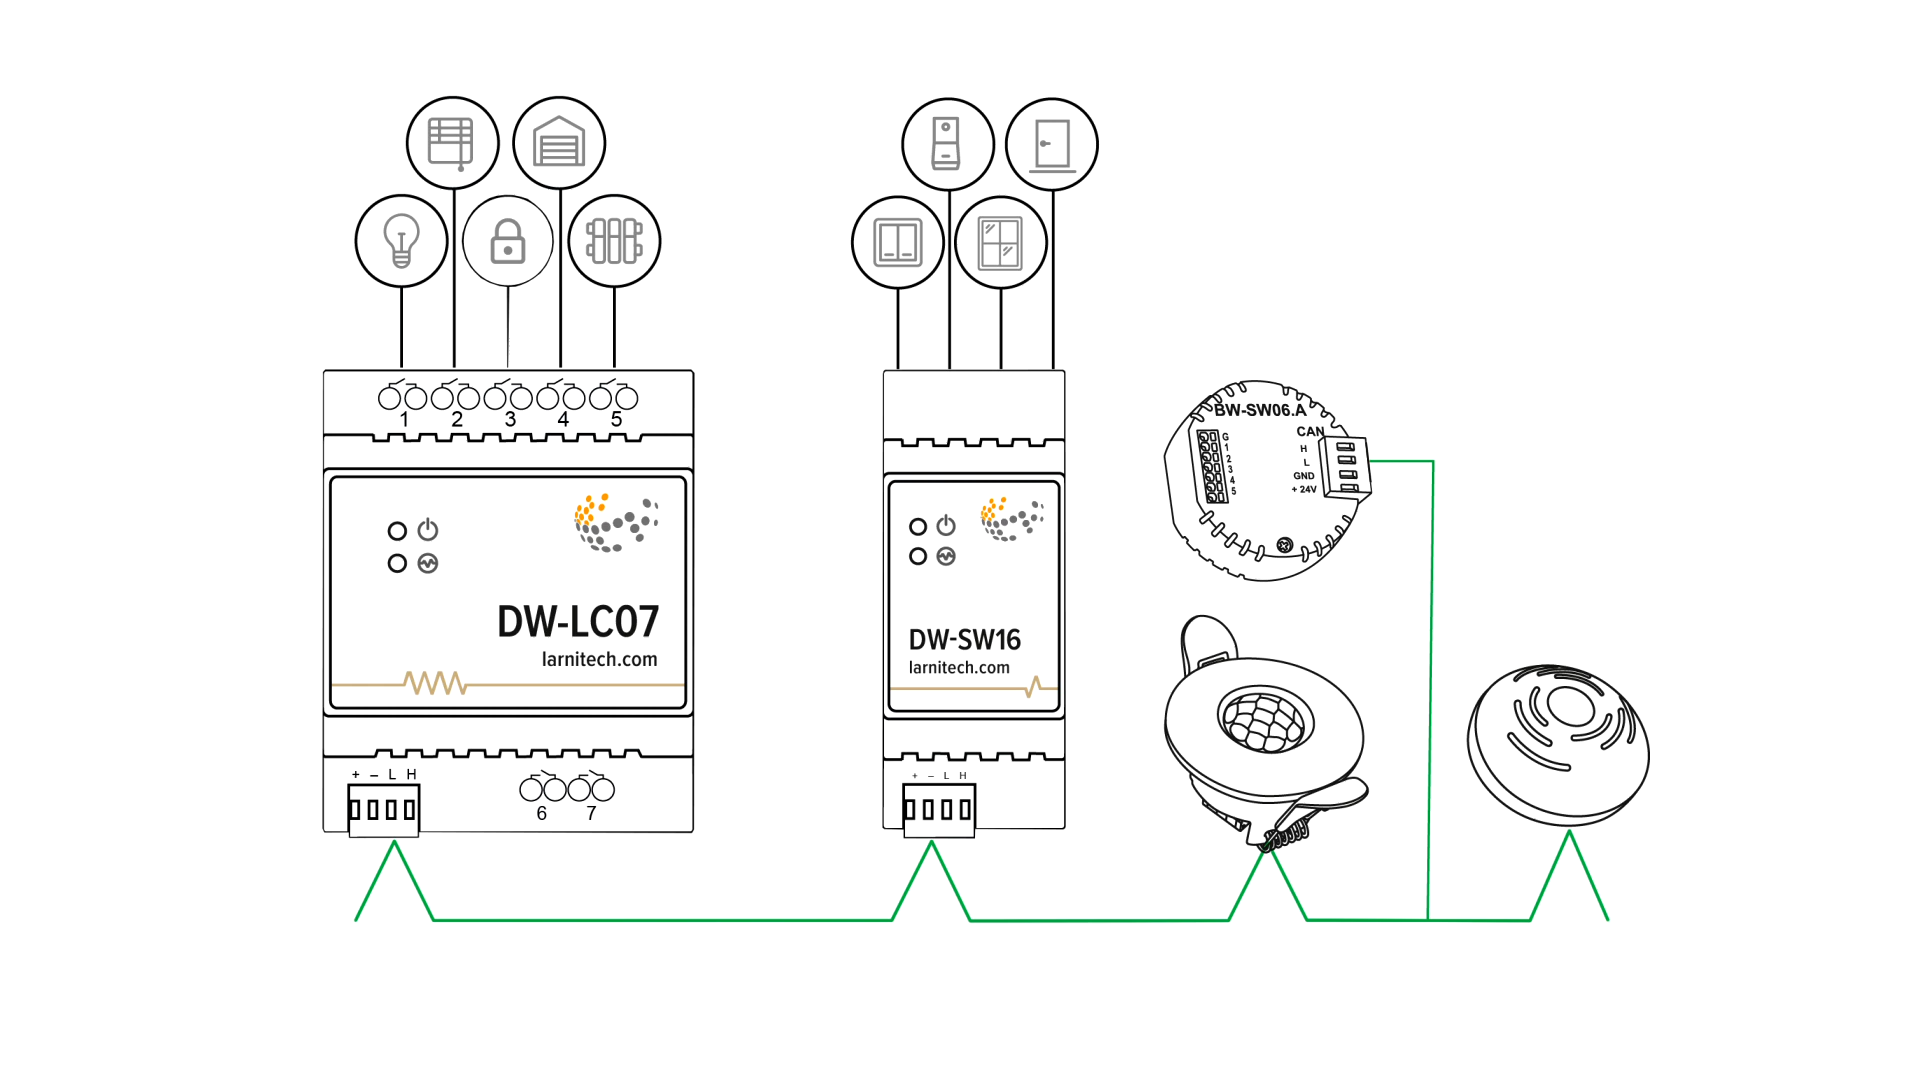 1 2 3 4 5
DW-LC07
larnitech.com
+ – L H
6 7
DW-SW16
larnitech.com
+ – L H
BW-SW06.A
CAN
G
1
2
3
4
5
H
L
GND
+ 24V